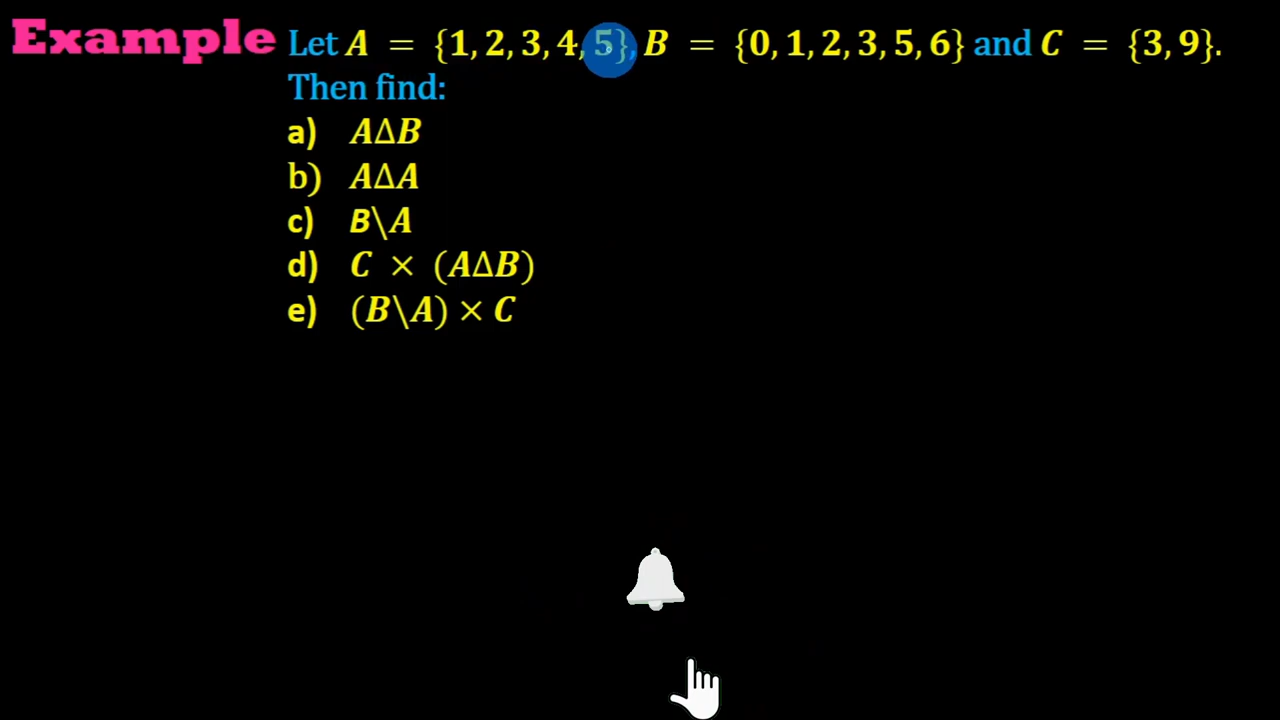 Example Let A = {1, 2, 3, 4, 5}, B = {0, 1, 2, 3, 5, 6} and C = {3, 9}.
Then find:
a) AΔB
b) AΔA
c) B\A
d) C × (AΔB)
e) (B\A) × C